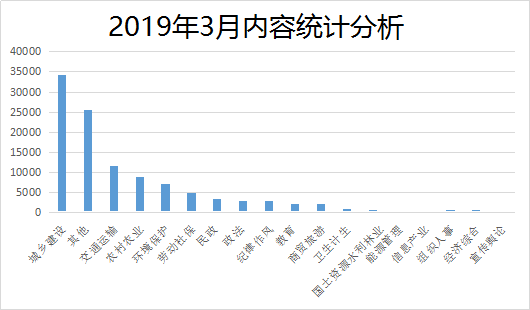 2019年3月内容统计分析
40000
35000
30000
25000
20000
15000
10000
5000
0
城乡建设
其他
交通运输
农村农业
环境保护
劳动社保
民政
政法
纪律作风
教育
商贸旅游
卫生计生
国土资源水利林业
能源管理
信息产业
组织人事
经济综合
宣传舆论